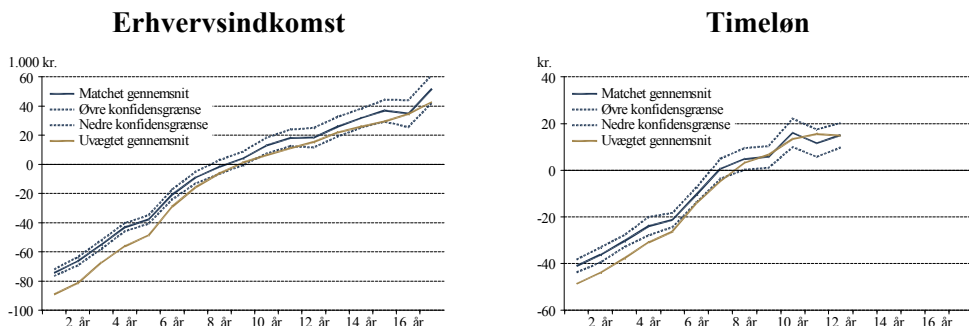 Erhvervsindkomst
1.000 kr.
60
40
20
0
-20
-40
-60
-80
-100
Matchet gennemsnit
Øvre konfidensgrænse
Nedre konfidensgrænse
Uvægtet gennemsnit
2 år 4 år 6 år 8 år 10 år 12 år 14 år 16 år
Timeløn
kr.
40
20
0
-20
-40
-60
Matchet gennemsnit
Øvre konfidensgrænse
Nedre konfidensgrænse
Uvægtet gennemsnit
2 år 4 år 6 år 8 år 10 år 12 år 14 år 16 år